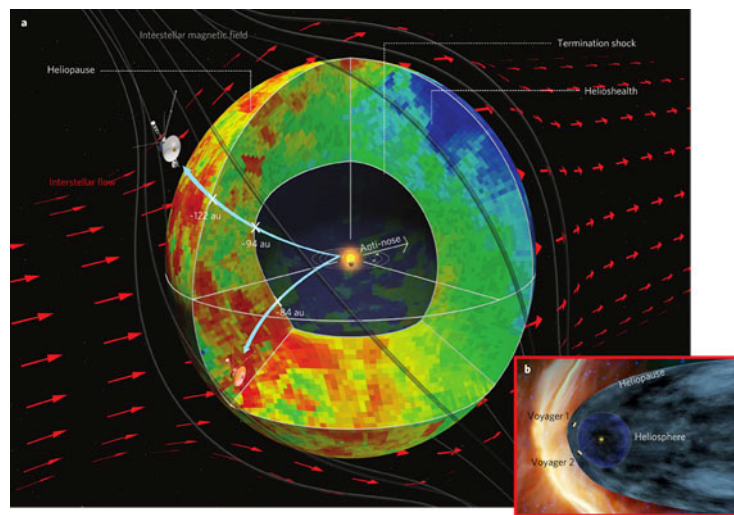 a
Interstellar magnetic field
Termination shock
Heliopause
Helioshealth
Interstellar flow
~122 au
~94 au
Anti-nose
~84 au
b
Heliopause
Voyager 1
Heliosphere
Voyager 2